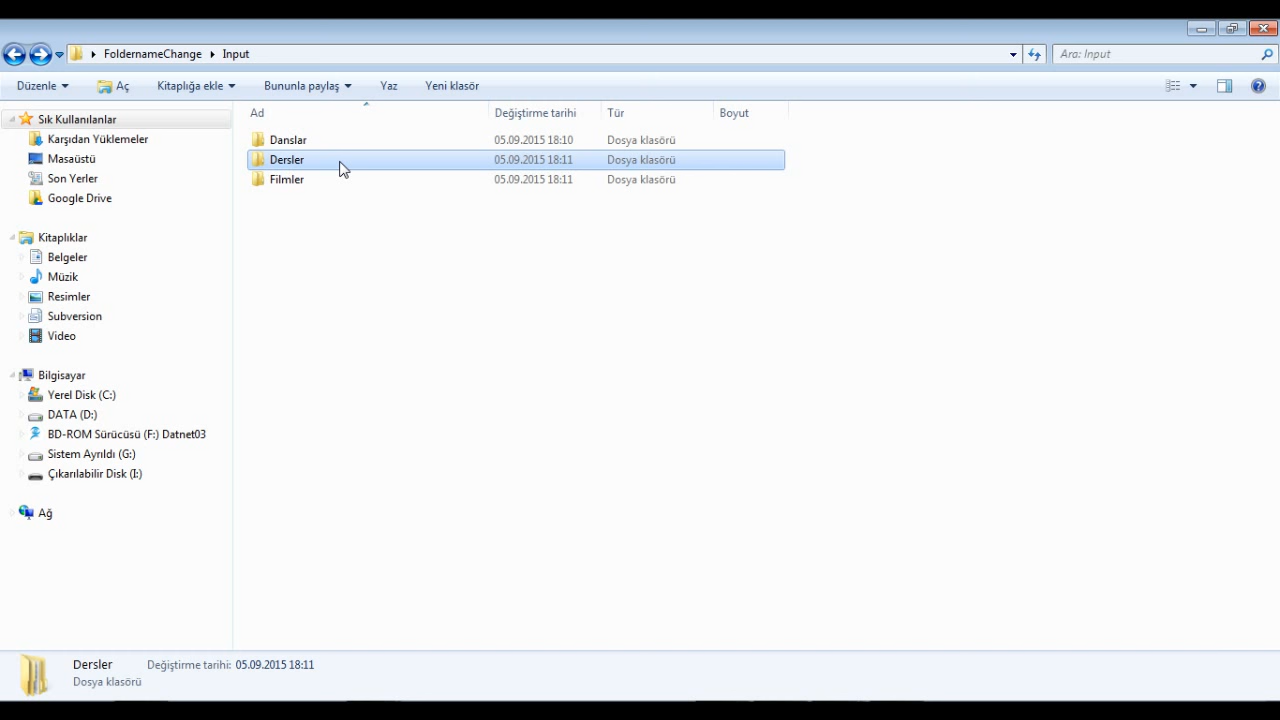 FoldernameChange Input
Ara: Input
Düzenle Aç Kitaplığa ekle Bununla paylaş Yaz Yeni klasör
Sık Kullanılanlar
Karşıdan Yüklemeler
Masaüstü
Son Yerler
Google Drive
Kitaplıklar
Belgeler
Müzik
Resimler
Subversion
Video
Bilgisayar
Yerel Disk (C:)
DATA (D:)
BD-ROM Sürücüsü (F:) Datnet03
Sistem Ayrıldı (G:)
Çıkarılabilir Disk (I:)
Ağ
Ad Değiştirme tarihi Tür Boyut
Danslar 05.09.2015 18:10 Dosya klasörü
Dersler 05.09.2015 18:11 Dosya klasörü
Filmler 05.09.2015 18:11 Dosya klasörü
Dersler Değiştirme tarihi: 05.09.2015 18:11
Dosya klasörü